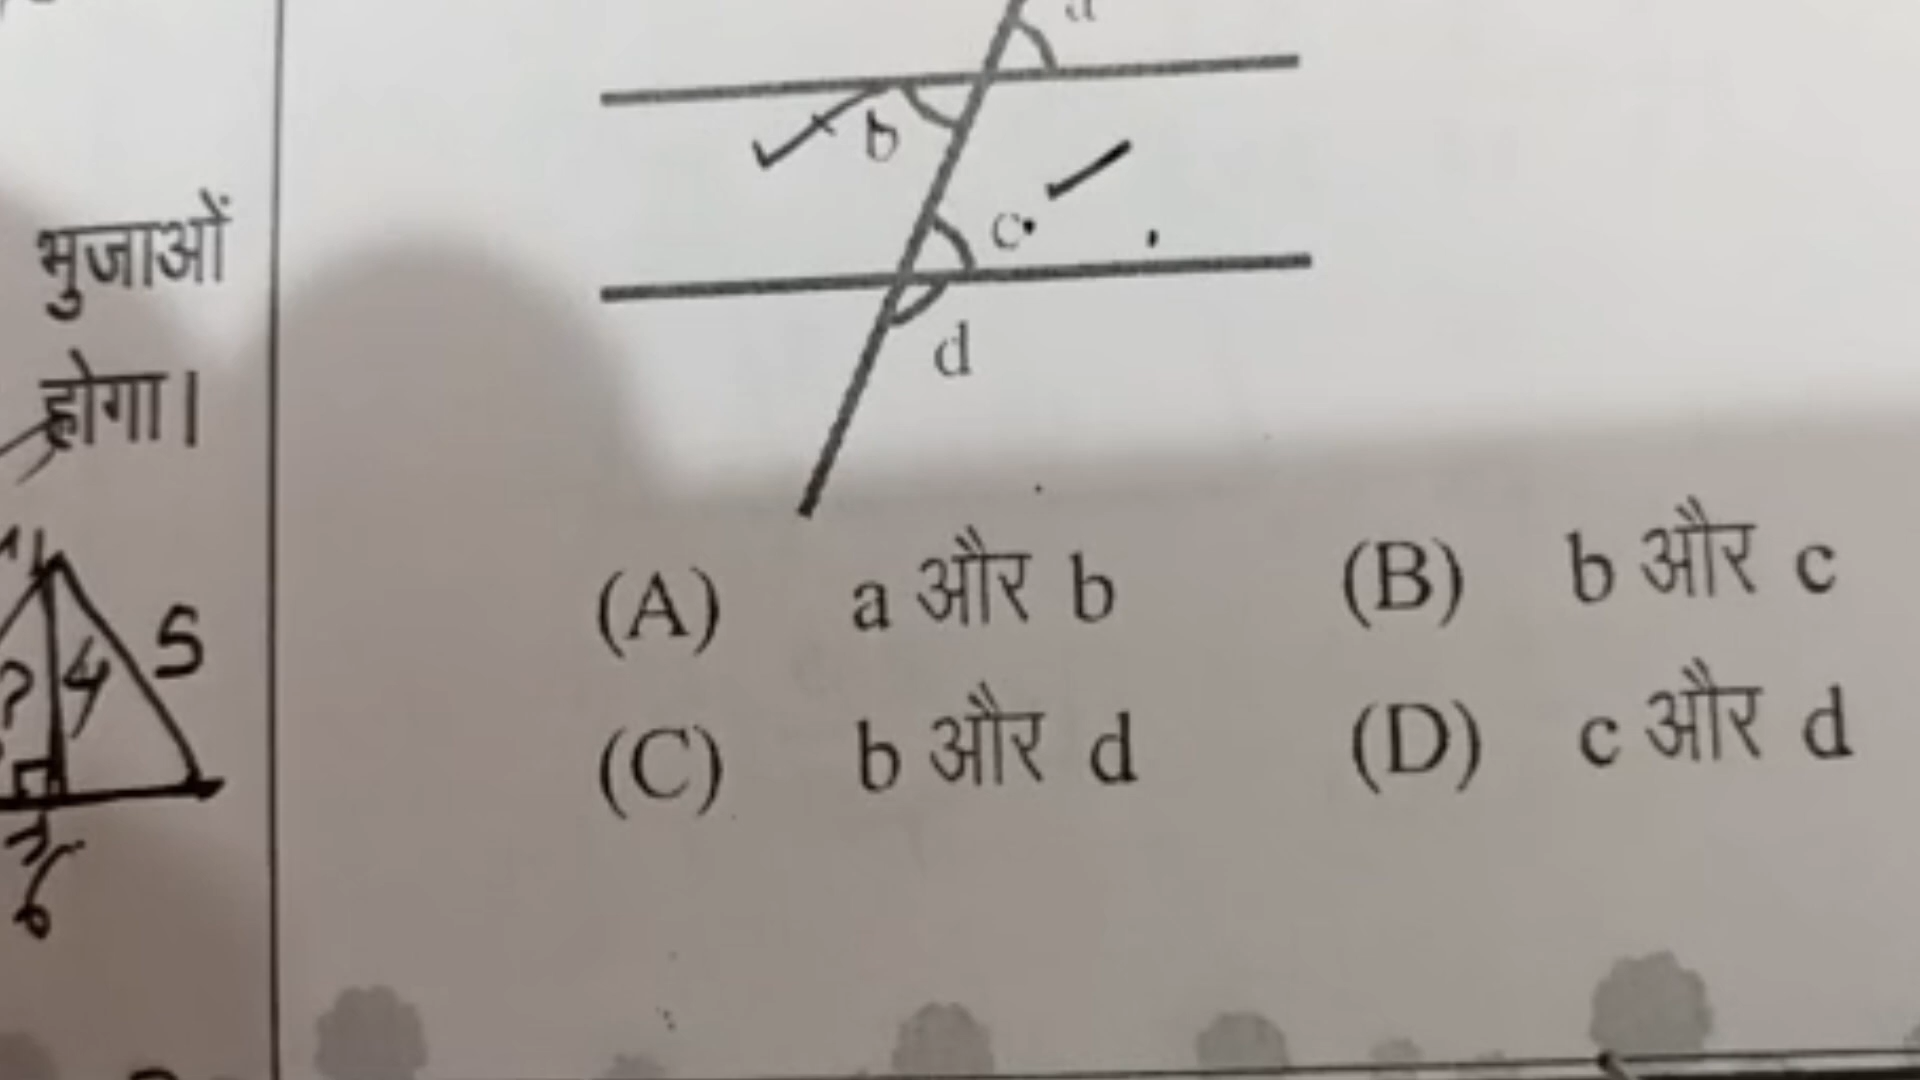 भुजाओं
होगा।
5
? 4
b
c
d
(A) a और b (B) b और c
(C) b और d (D) c और d